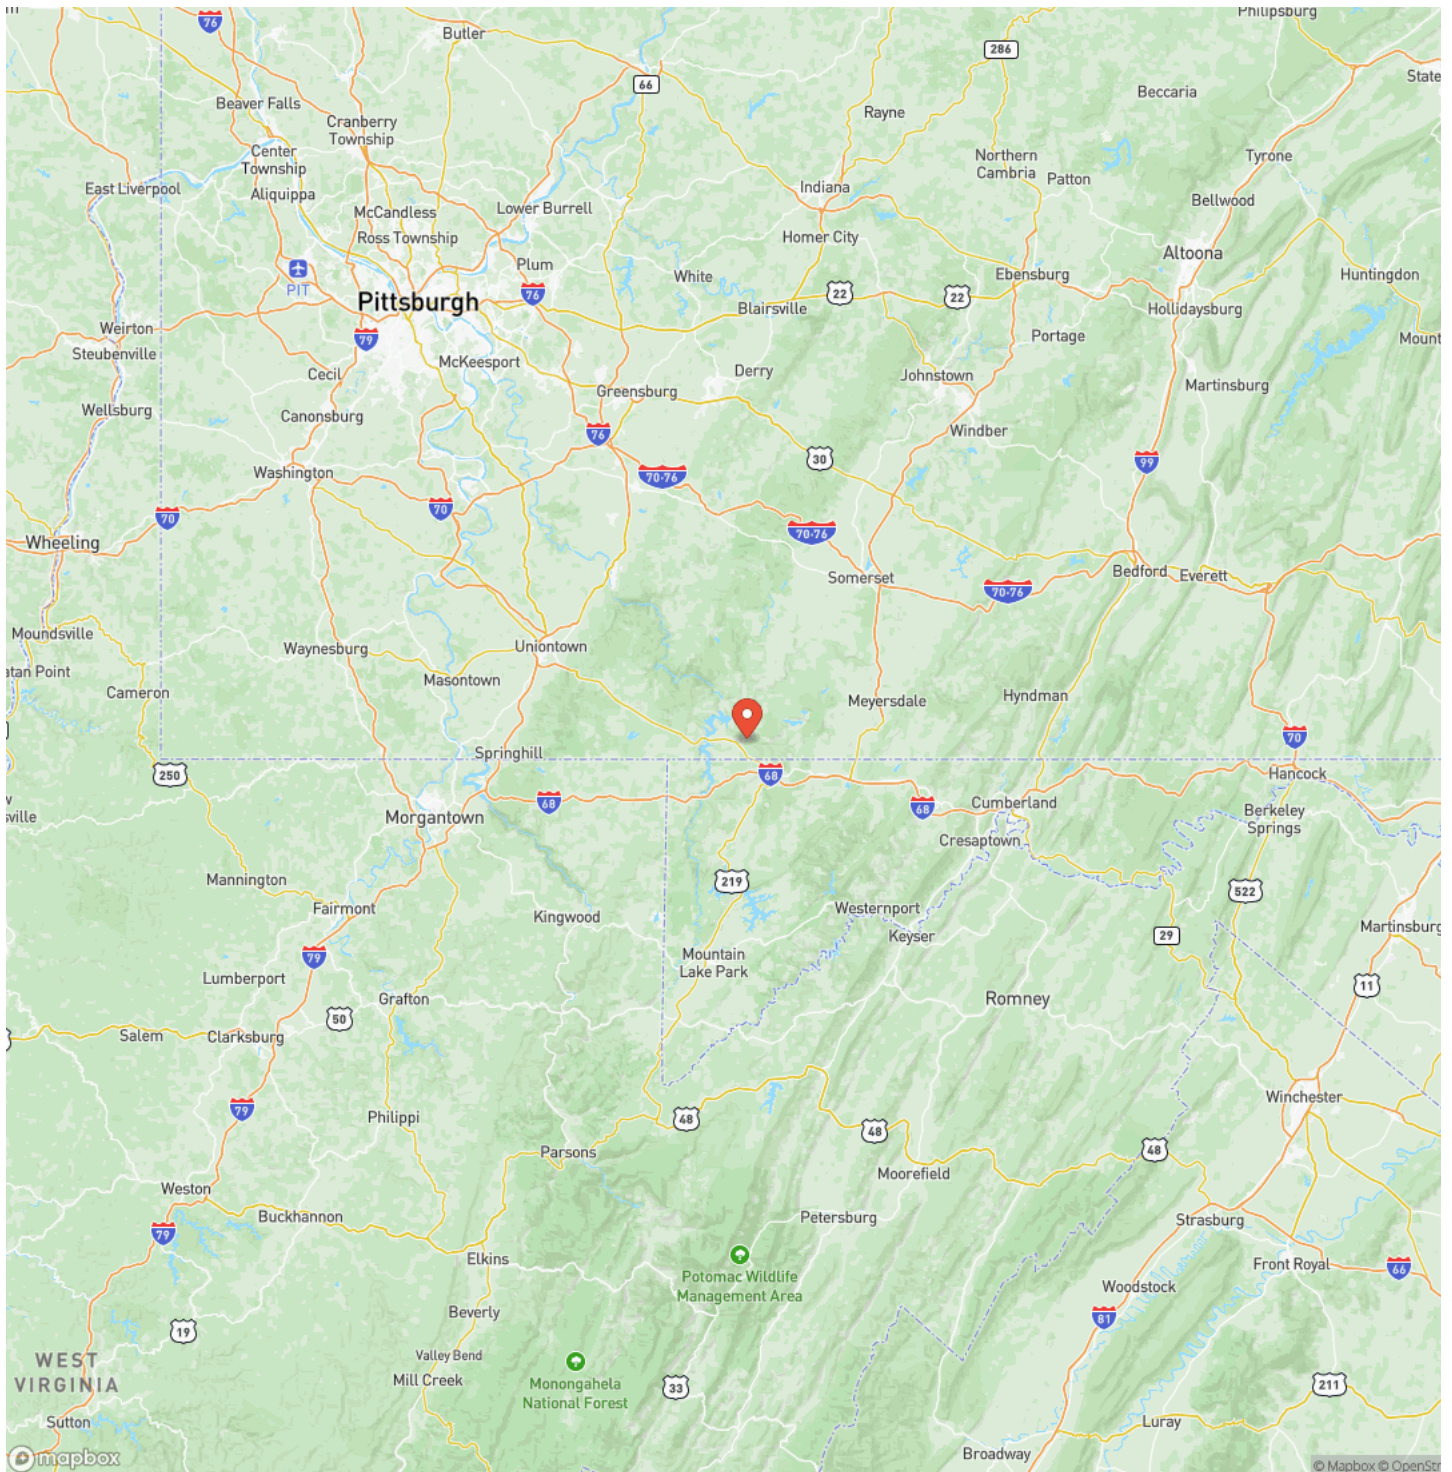 76
Butler
Philipsburg
286
66
State
Beccaria
Beaver Falls
Rayne
Cranberry
Township
Center
Township
Northern
Cambria
Tyrone
Patton
East Liverpool
Aliquippa
Indiana
Bellwood
McCandless
Lower Burrell
Ross Township
Homer City
Altoona
Plum
White
Ebensburg
Huntingdon
PIT
76
22
22
Pittsburgh
Blairsville
Hollidaysburg
Weirton
79
Portage
Mount
Steubenville
McKeesport
Cecil
Derry
Johnstown
Greensburg
Martinsburg
Wellsburg
Canonsburg
76
Windber
30
99
Washington
70-76
70
70
70-76
Wheeling
Somerset
Bedford
Everett
70-76
Moundsville
Waynesburg
Uniontown
atan Point
Masontown
Cameron
Meyersdale
Hyndman
70
Springhill
250
68
Hancock
68
68
Cumberland
sville
Morgantown
Berkeley
Springs
Cresaptown
Mannington
219
522
Fairmont
Kingwood
Westernport
Keyser
29
Martinsburg
79
Mountain
Lake Park
Lumberport
11
Grafton
Romney
50
Salem
Clarksburg
79
Winchester
Philippi
48
48
48
Parsons
Moorefield
Weston
Buckhannon
Petersburg
Strasburg
79
Elkins
Front Royal
66
Potomac Wildlife
Management Area
Woodstock
Beverly
81
19
WEST
VIRGINIA
Valley Bend
Mill Creek
Monongahela
National Forest
33
211
Sutton
Luray
Broadway
mapbox
© Mapbox © OpenStr